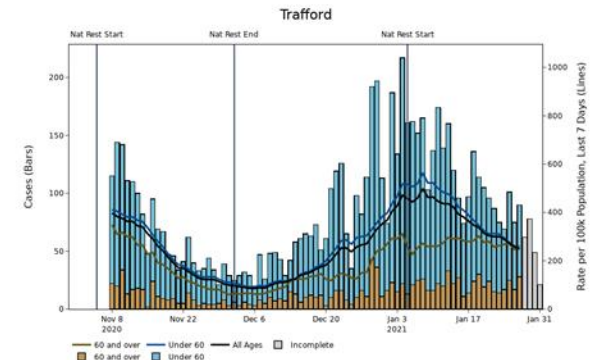 Trafford
Nat Rest Start Nat Rest End Nat Rest Start
Cases (Bars)
200
150
100
50
0
Rate per 100k Population, Last 7 Days (Lines)
1000
800
600
400
200
0
Nov 8 Nov 22 Dec 6 Dec 20 Jan 3 Jan 17 Jan 31
2020 2021
60 and over Under 60 All Ages Incomplete
60 and over Under 60